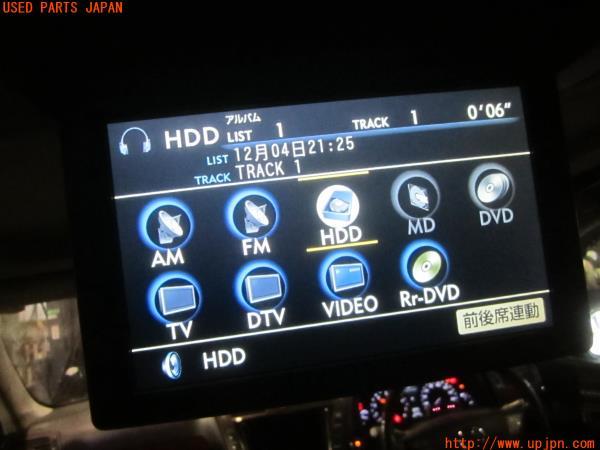 USED PARTS JAPAN
アルバム
HDD LIST 1 TRACK 1 0'06"
LIST 12月04日21:25
TRACK TRACK 1
AM FM HDD MD DVD
TV DTV VIDEO Rr-DVD
前後席連動
HDD
http://www.upjpn.com